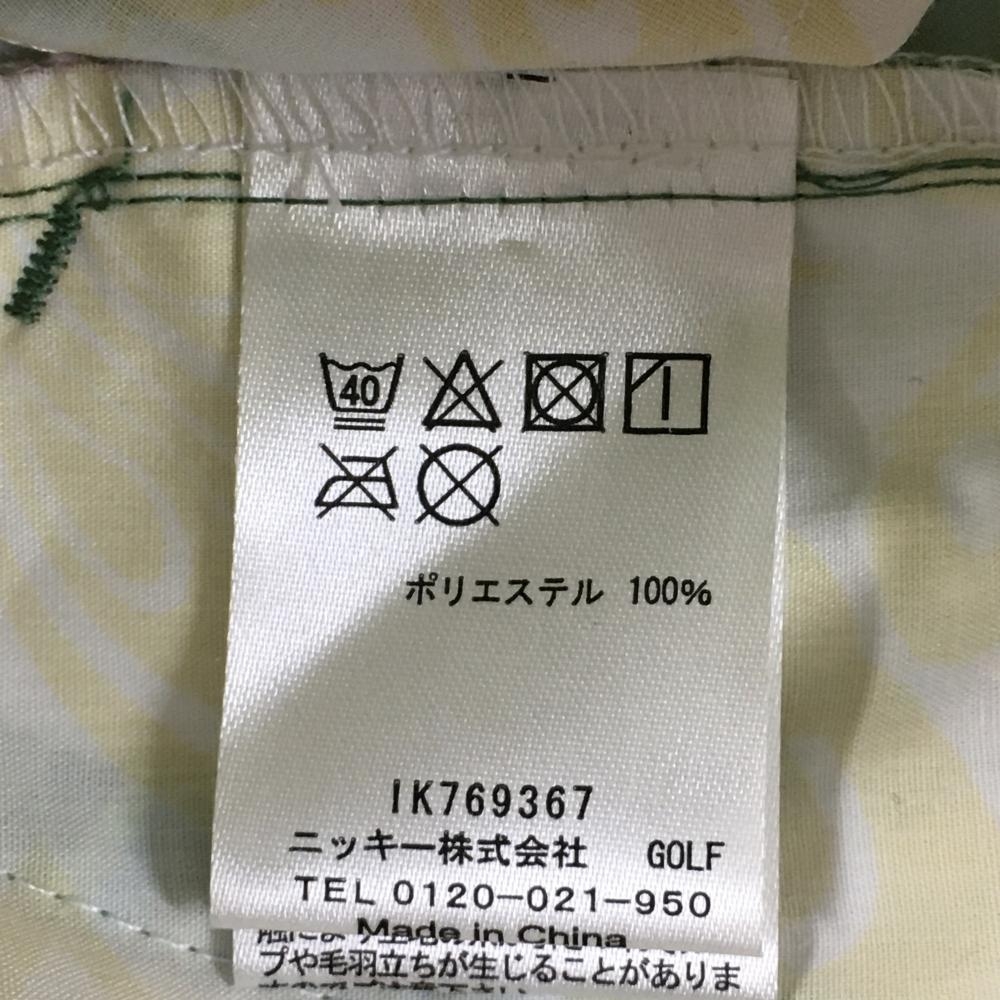 40
ポリエステル 100%
IK769367
ニッキー株式会社 GOLF
TEL 0120-021-950
Made in China
プや毛羽立ちが生じることがありま